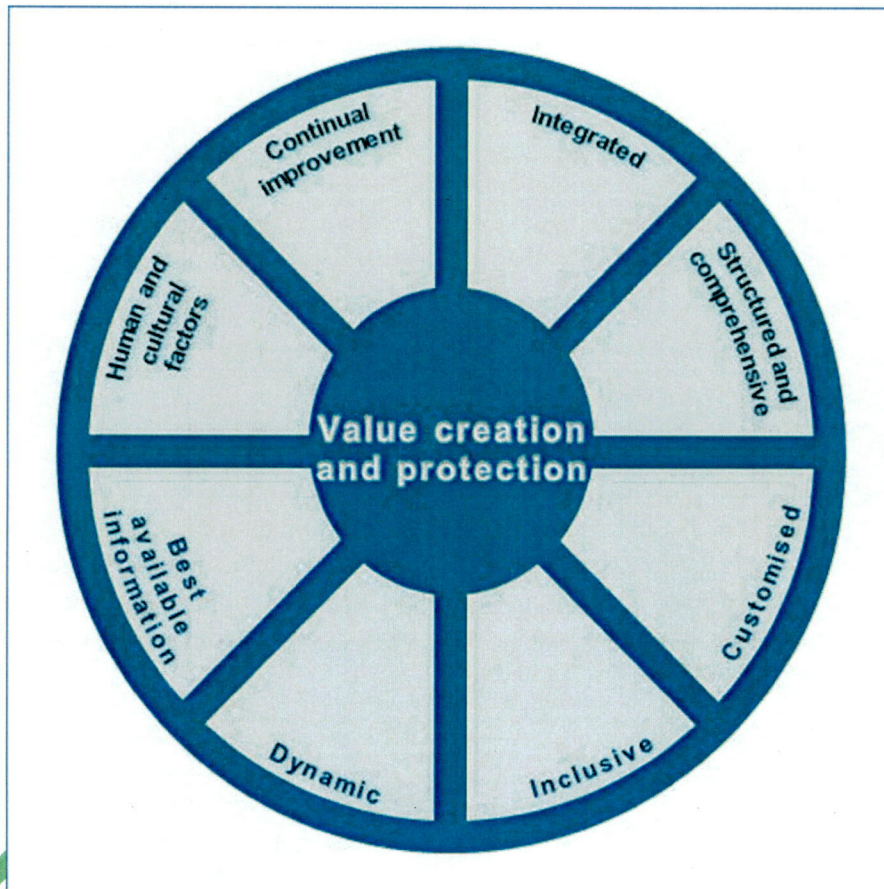 Integrated
Structured and
comprehensive
Customised
Inclusive
Dynamic
Best
available
information
Human and
cultural
factors
Continual
improvement
Value creation
and protection